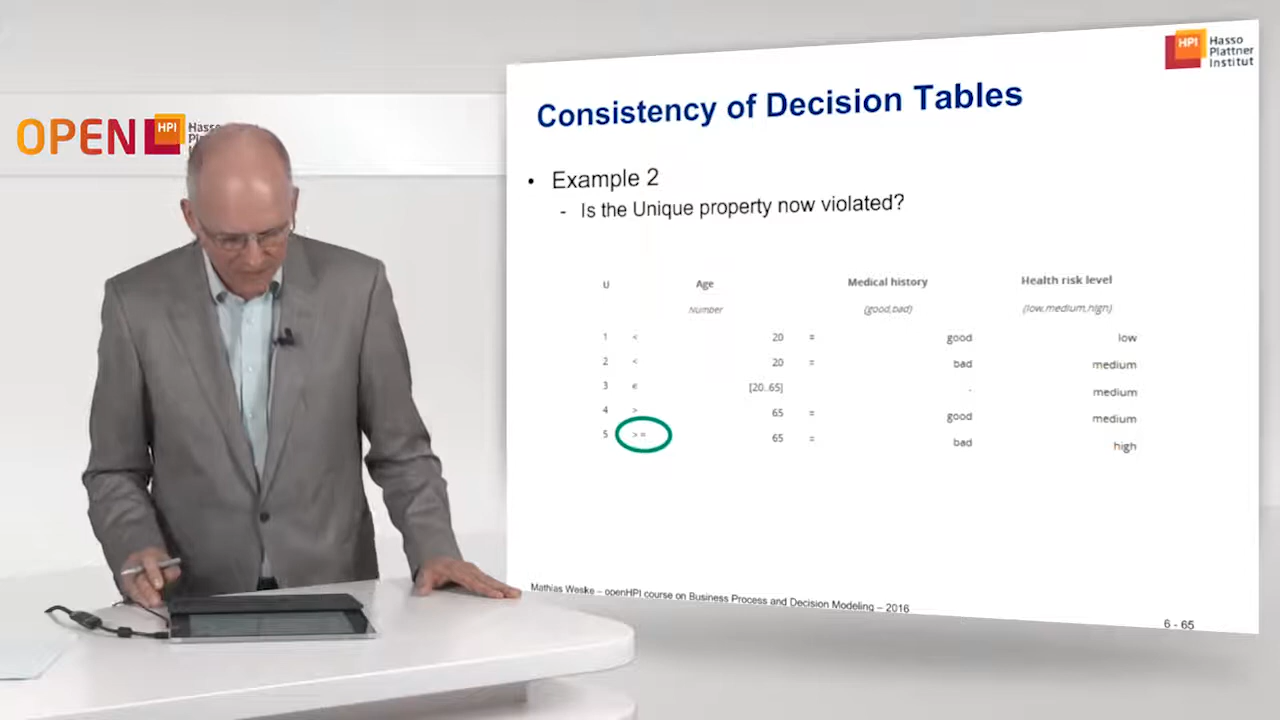 OPEN HPI Hasso
HPI Hasso
Plattner
Institut
Consistency of Decision Tables
• Example 2
- Is the Unique property now violated?
U Age Medical history Health risk level
Number (good,bad) (low,medium,high)
1 < 20 = good low
2 < 20 = bad medium
3 e [20..65] - medium
4 > 65 = good medium
5 >= 65 = bad high
Mathias Weske – openHPI course on Business Process and Decision Modeling – 2016
6 - 65